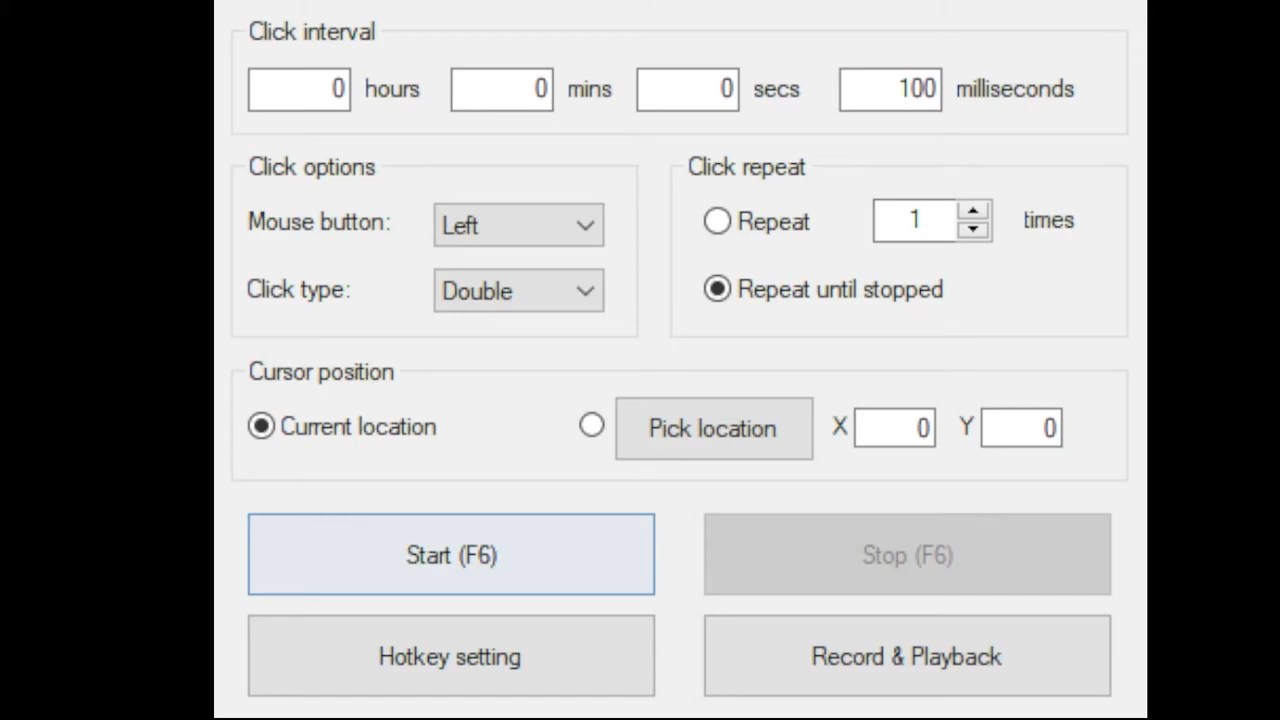 Click interval
0 hours 0 mins 0 secs 100 milliseconds
Click options
Mouse button: Left
Click type: Double
Click repeat
Repeat 1 times
Repeat until stopped
Cursor position
Current location Pick location X 0 Y 0
Start (F6) Stop (F6)
Hotkey setting Record & Playback